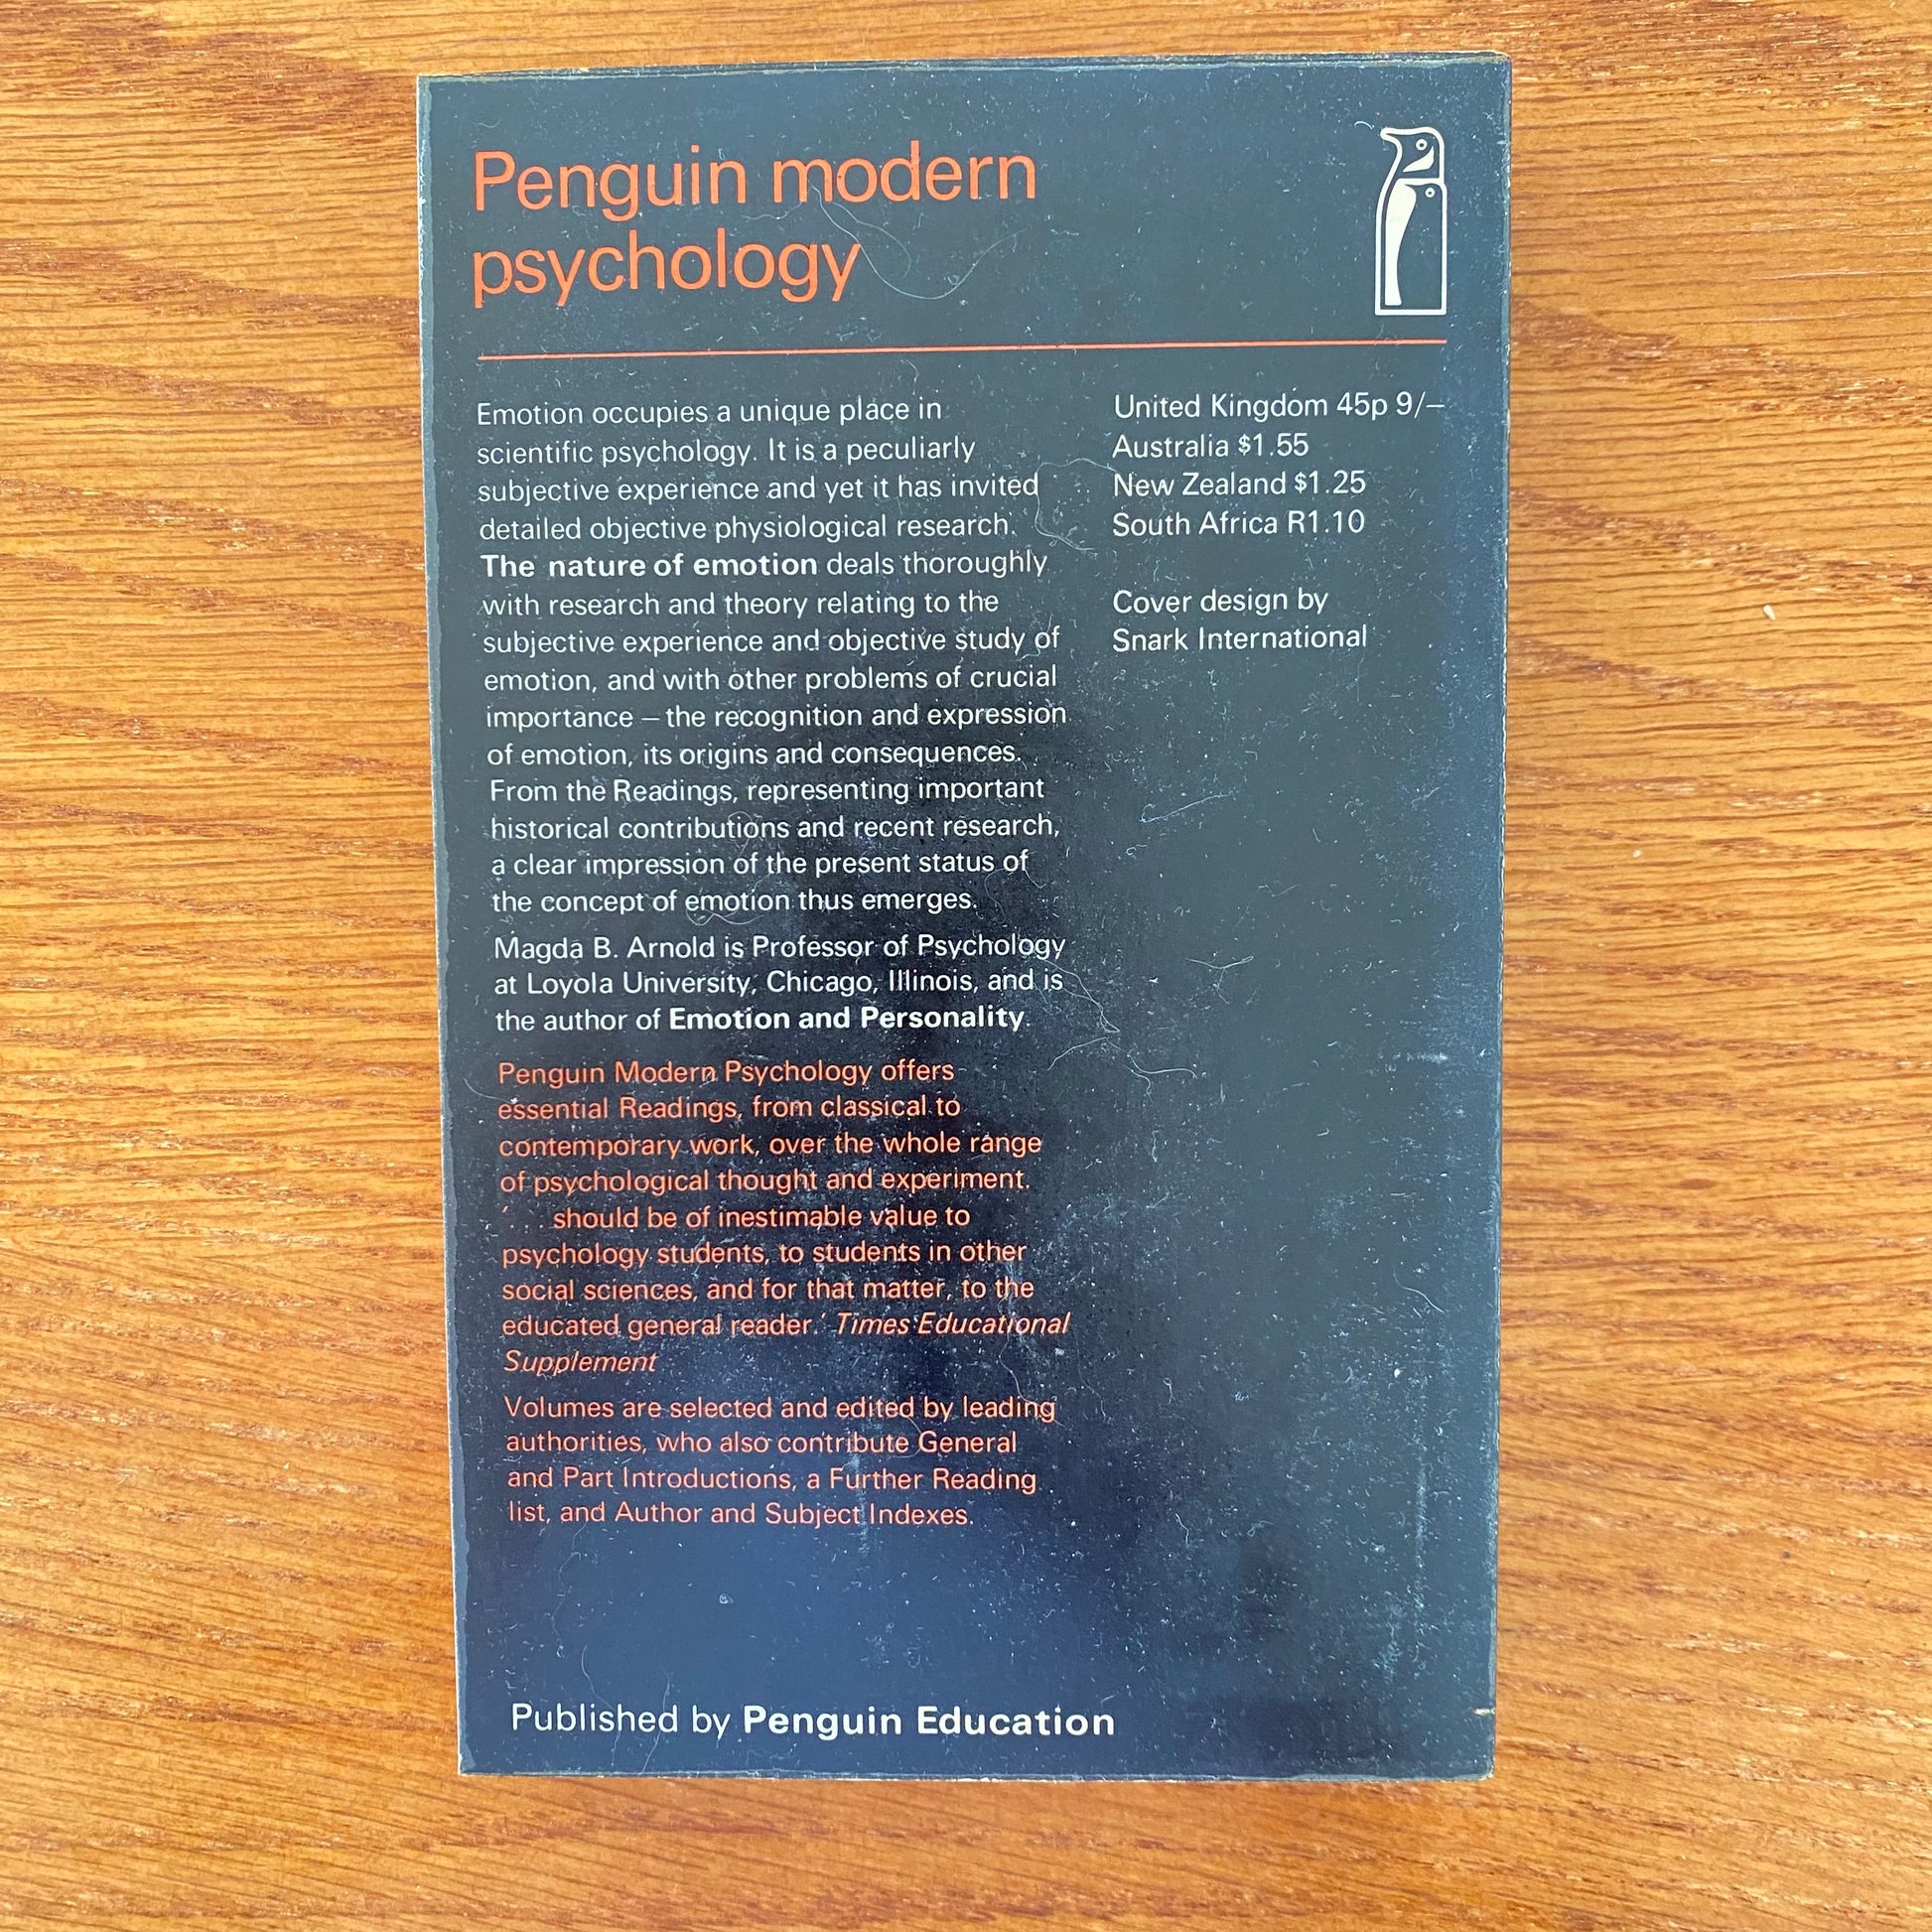 Penguin modern
psychology
Emotion occupies a unique place in
scientific psychology. It is a peculiarly
subjective experience and yet it has invited
detailed objective physiological research.
The nature of emotion deals thoroughly
with research and theory relating to the
subjective experience and objective study of
emotion, and with other problems of crucial
importance – the recognition and expression
of emotion, its origins and consequences.
From the Readings, representing important
historical contributions and recent research,
a clear impression of the present status of
the concept of emotion thus emerges.
Magda B. Arnold is Professor of Psychology
at Loyola University, Chicago, Illinois, and is
the author of Emotion and Personality.
Penguin Modern Psychology offers
essential Readings, from classical to
contemporary work, over the whole range
of psychological thought and experiment.
‘. . . should be of inestimable value to
psychology students, to students in other
social sciences, and for that matter, to the
educated general reader.’ Times Educational
Supplement
Volumes are selected and edited by leading
authorities, who also contribute General
and Part Introductions, a Further Reading
list, and Author and Subject Indexes.
United Kingdom 45p 9/–
Australia $1.55
New Zealand $1.25
South Africa R1.10
Cover design by
Snark International
Published by Penguin Education